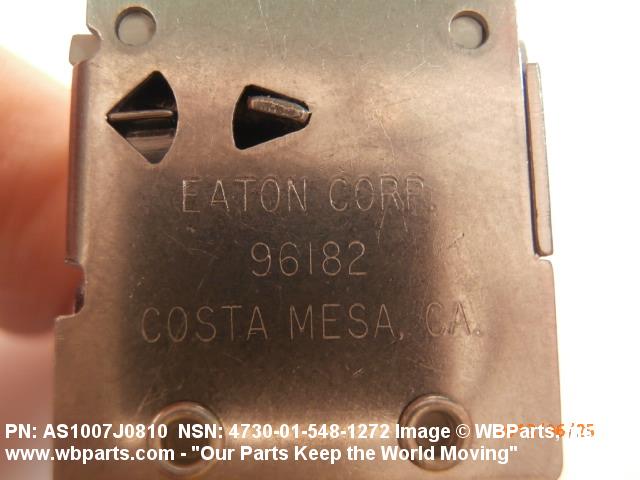 EATON CORP.
96182
COSTA MESA, CA.
PN: AS1007J0810 NSN: 4730-01-548-1272 Image © WBParts, Inc
www.wbparts.com - "Our Parts Keep the World Moving"